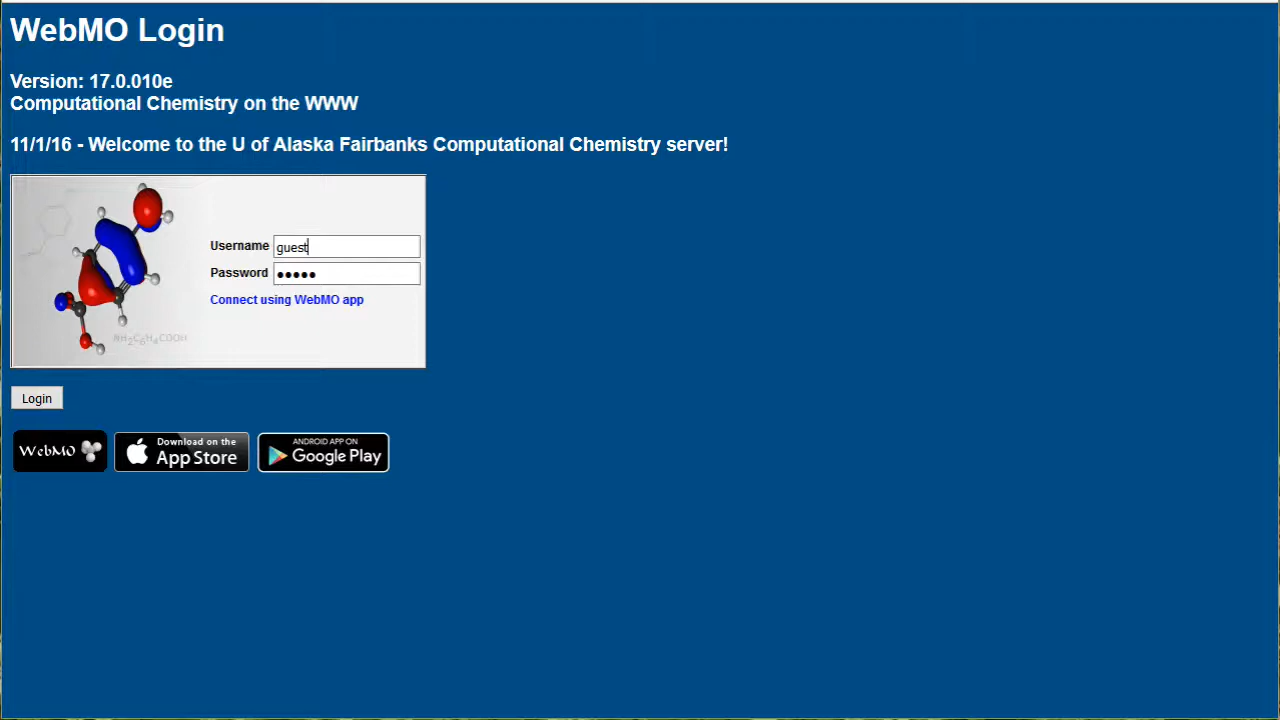 WebMO Login
Version: 17.0.010e
Computational Chemistry on the WWW
11/1/16 - Welcome to the U of Alaska Fairbanks Computational Chemistry server!
Username guest
Password •••••
Connect using WebMO app
NH2C6H4COOH
Login
WebMO
Download on the
App Store
ANDROID APP ON
Google Play